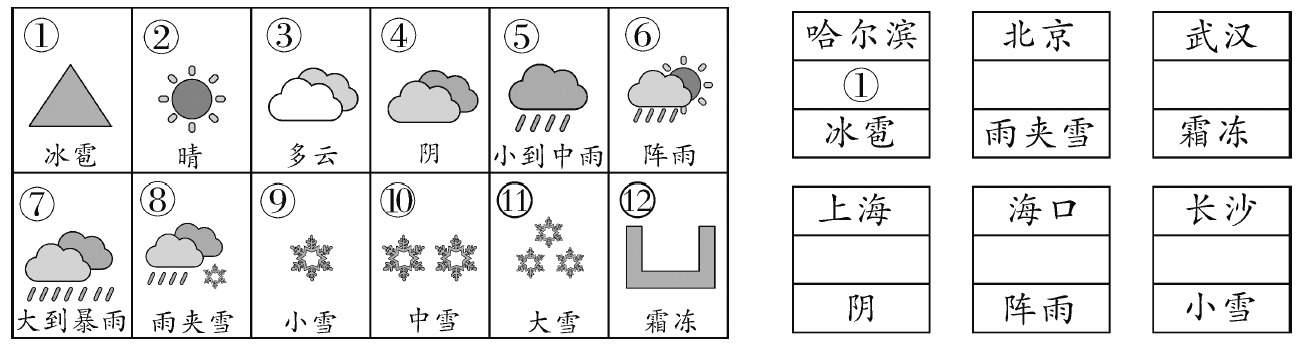 ① ② ③ ④ ⑤ ⑥
冰雹 晴 多云 阴 小到中雨 阵雨
⑦ ⑧ ⑨ ⑩ ⑪ ⑫
大到暴雨 雨夹雪 小雪 中雪 大雪 霜冻
哈尔滨 北京 武汉
①
冰雹 雨夹雪 霜冻
上海 海口 长沙
阴 阵雨 小雪